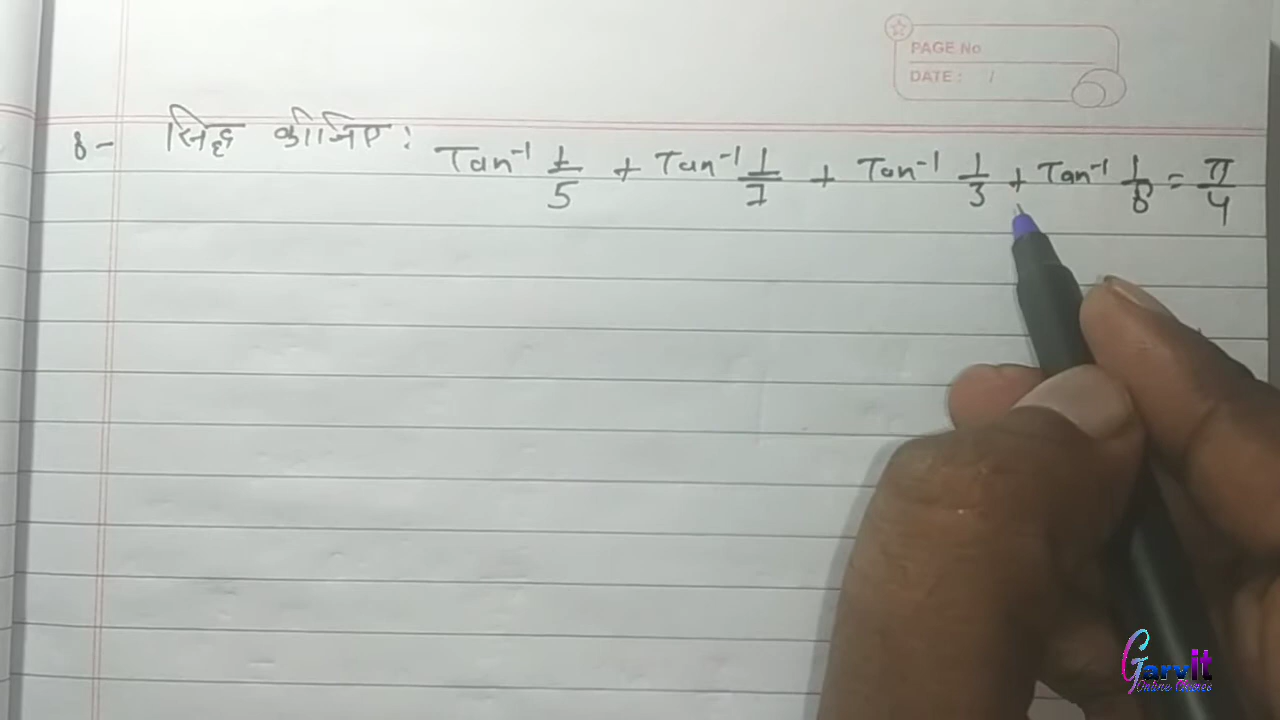 PAGE No
DATE : /
8- सिद्ध कीजिए : Tan⁻¹ 1/5 + Tan⁻¹ 1/7 + Tan⁻¹ 1/3 + Tan⁻¹ 1/8 = π/4
Garvit
Online Classes